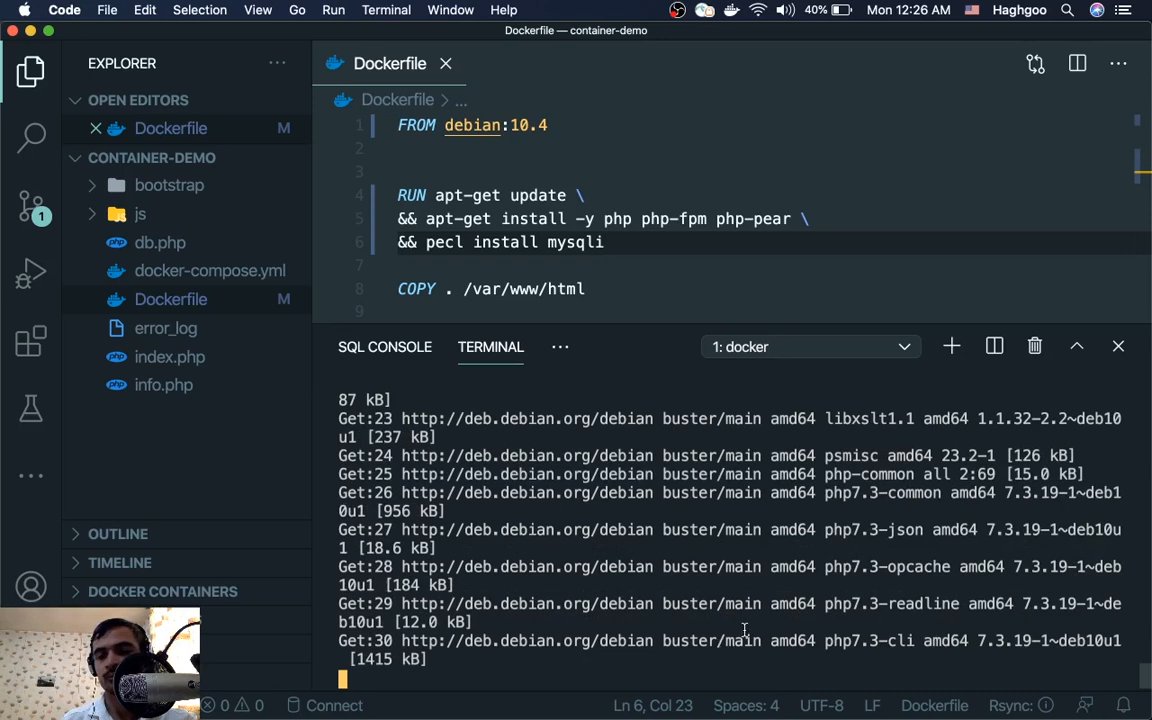 Code File Edit Selection View Go Run Terminal Window Help 40% Mon 12:26 AM Haghgoo
Dockerfile — container-demo
EXPLORER
OPEN EDITORS
Dockerfile M
CONTAINER-DEMO
bootstrap
js
db.php
docker-compose.yml
Dockerfile M
error_log
index.php
info.php
OUTLINE
TIMELINE
DOCKER CONTAINERS
1
Dockerfile
Dockerfile > ...
1 FROM debian:10.4
2
3
4 RUN apt-get update \
5 && apt-get install -y php php-fpm php-pear \
6 && pecl install mysqli
7
8 COPY . /var/www/html
9
SQL CONSOLE TERMINAL 1: docker
87 kB]
Get:23 http://deb.debian.org/debian buster/main amd64 libxslt1.1 amd64 1.1.32-2.2~deb10
u1 [237 kB]
Get:24 http://deb.debian.org/debian buster/main amd64 psmisc amd64 23.2-1 [126 kB]
Get:25 http://deb.debian.org/debian buster/main amd64 php-common all 2:69 [15.0 kB]
Get:26 http://deb.debian.org/debian buster/main amd64 php7.3-common amd64 7.3.19-1~deb1
0u1 [956 kB]
Get:27 http://deb.debian.org/debian buster/main amd64 php7.3-json amd64 7.3.19-1~deb10u
1 [18.6 kB]
Get:28 http://deb.debian.org/debian buster/main amd64 php7.3-opcache amd64 7.3.19-1~deb
10u1 [184 kB]
Get:29 http://deb.debian.org/debian buster/main amd64 php7.3-readline amd64 7.3.19-1~de
b10u1 [12.0 kB]
Get:30 http://deb.debian.org/debian buster/main amd64 php7.3-cli amd64 7.3.19-1~deb10u1
[1415 kB]
0 0 Connect Ln 6, Col 23 Spaces: 4 UTF-8 LF Dockerfile Rsync: